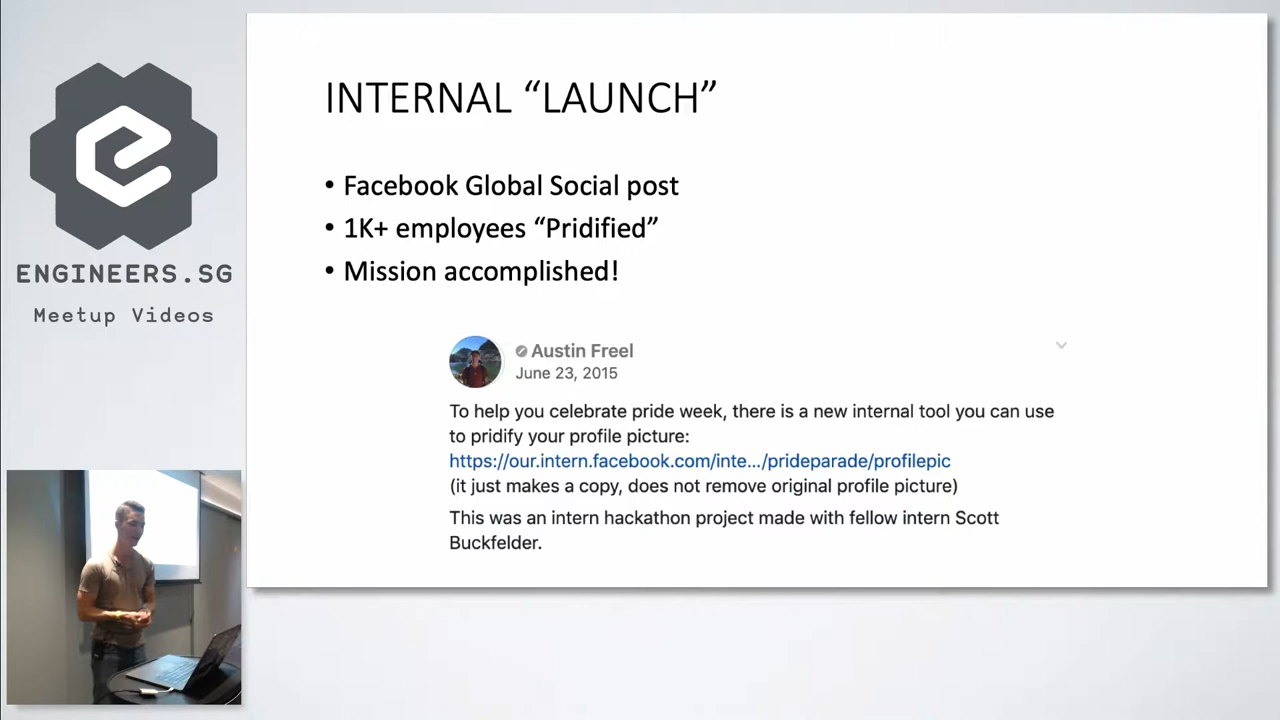 ENGINEERS.SG
Meetup Videos
INTERNAL “LAUNCH”
• Facebook Global Social post
• 1K+ employees “Pridified”
• Mission accomplished!
Austin Freel
June 23, 2015
To help you celebrate pride week, there is a new internal tool you can use
to pridify your profile picture:
https://our.intern.facebook.com/inte.../prideparade/profilepic
(it just makes a copy, does not remove original profile picture)
This was an intern hackathon project made with fellow intern Scott
Buckfelder.